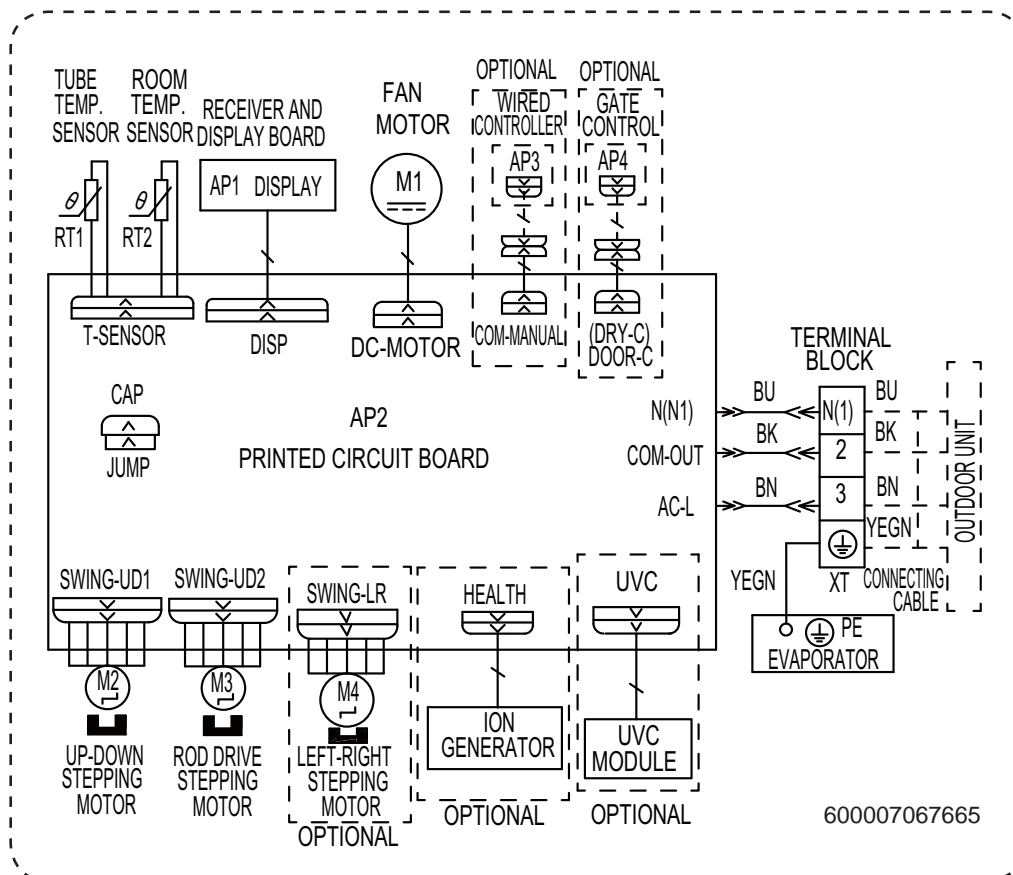 TUBE
TEMP.
SENSOR
ROOM
TEMP.
SENSOR
RECEIVER AND
DISPLAY BOARD
FAN
MOTOR
OPTIONAL
WIRED
CONTROLLER
OPTIONAL
GATE
CONTROL
AP1 DISPLAY
M1
AP3
AP4
θ
RT1
θ
RT2
T-SENSOR
DISP
DC-MOTOR
COM-MANUAL
(DRY-C)
DOOR-C
CAP
JUMP
AP2
PRINTED CIRCUIT BOARD
N(N1)
COM-OUT
AC-L
TERMINAL
BLOCK
BU
N(1)
BU
BK
2
BK
BN
3
BN
YEGN
XT
CONNECTING
CABLE
OUTDOOR UNIT
YEGN
PE
EVAPORATOR
SWING-UD1
SWING-UD2
SWING-LR
HEALTH
UVC
M2
M3
M4
UP-DOWN
STEPPING
MOTOR
ROD DRIVE
STEPPING
MOTOR
LEFT-RIGHT
STEPPING
MOTOR
OPTIONAL
ION
GENERATOR
OPTIONAL
UVC
MODULE
OPTIONAL
600007067665